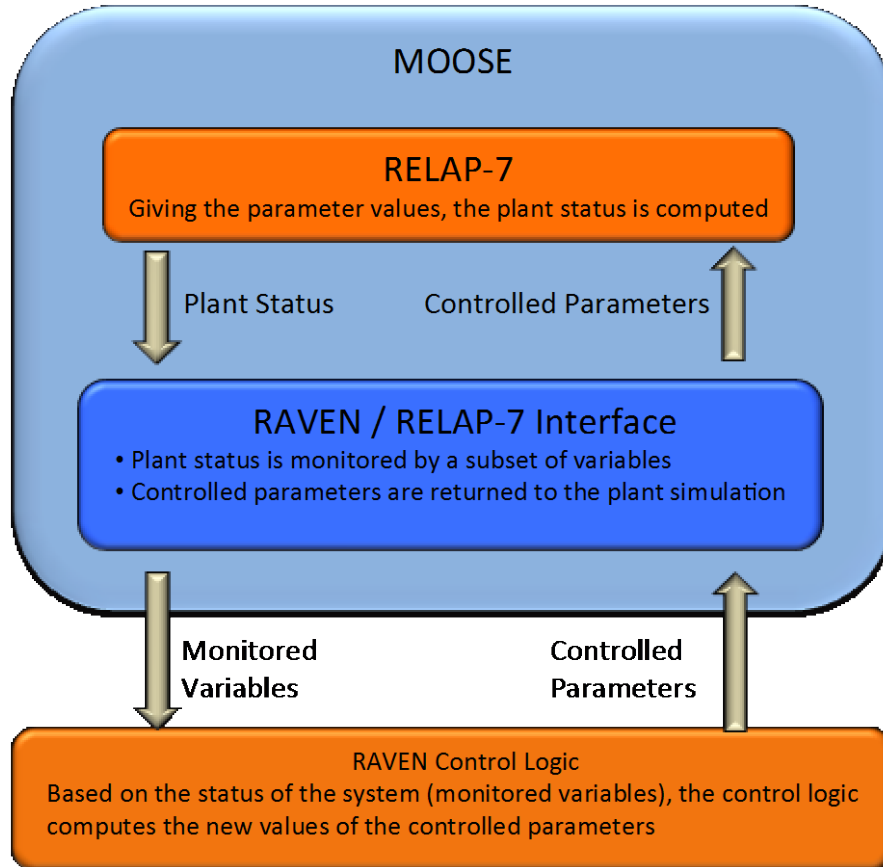 MOOSE
RELAP-7
Giving the parameter values, the plant status is computed
Plant Status
Controlled Parameters
RAVEN / RELAP-7 Interface
• Plant status is monitored by a subset of variables
• Controlled parameters are returned to the plant simulation
Monitored
Variables
Controlled
Parameters
RAVEN Control Logic
Based on the status of the system (monitored variables), the control logic
computes the new values of the controlled parameters